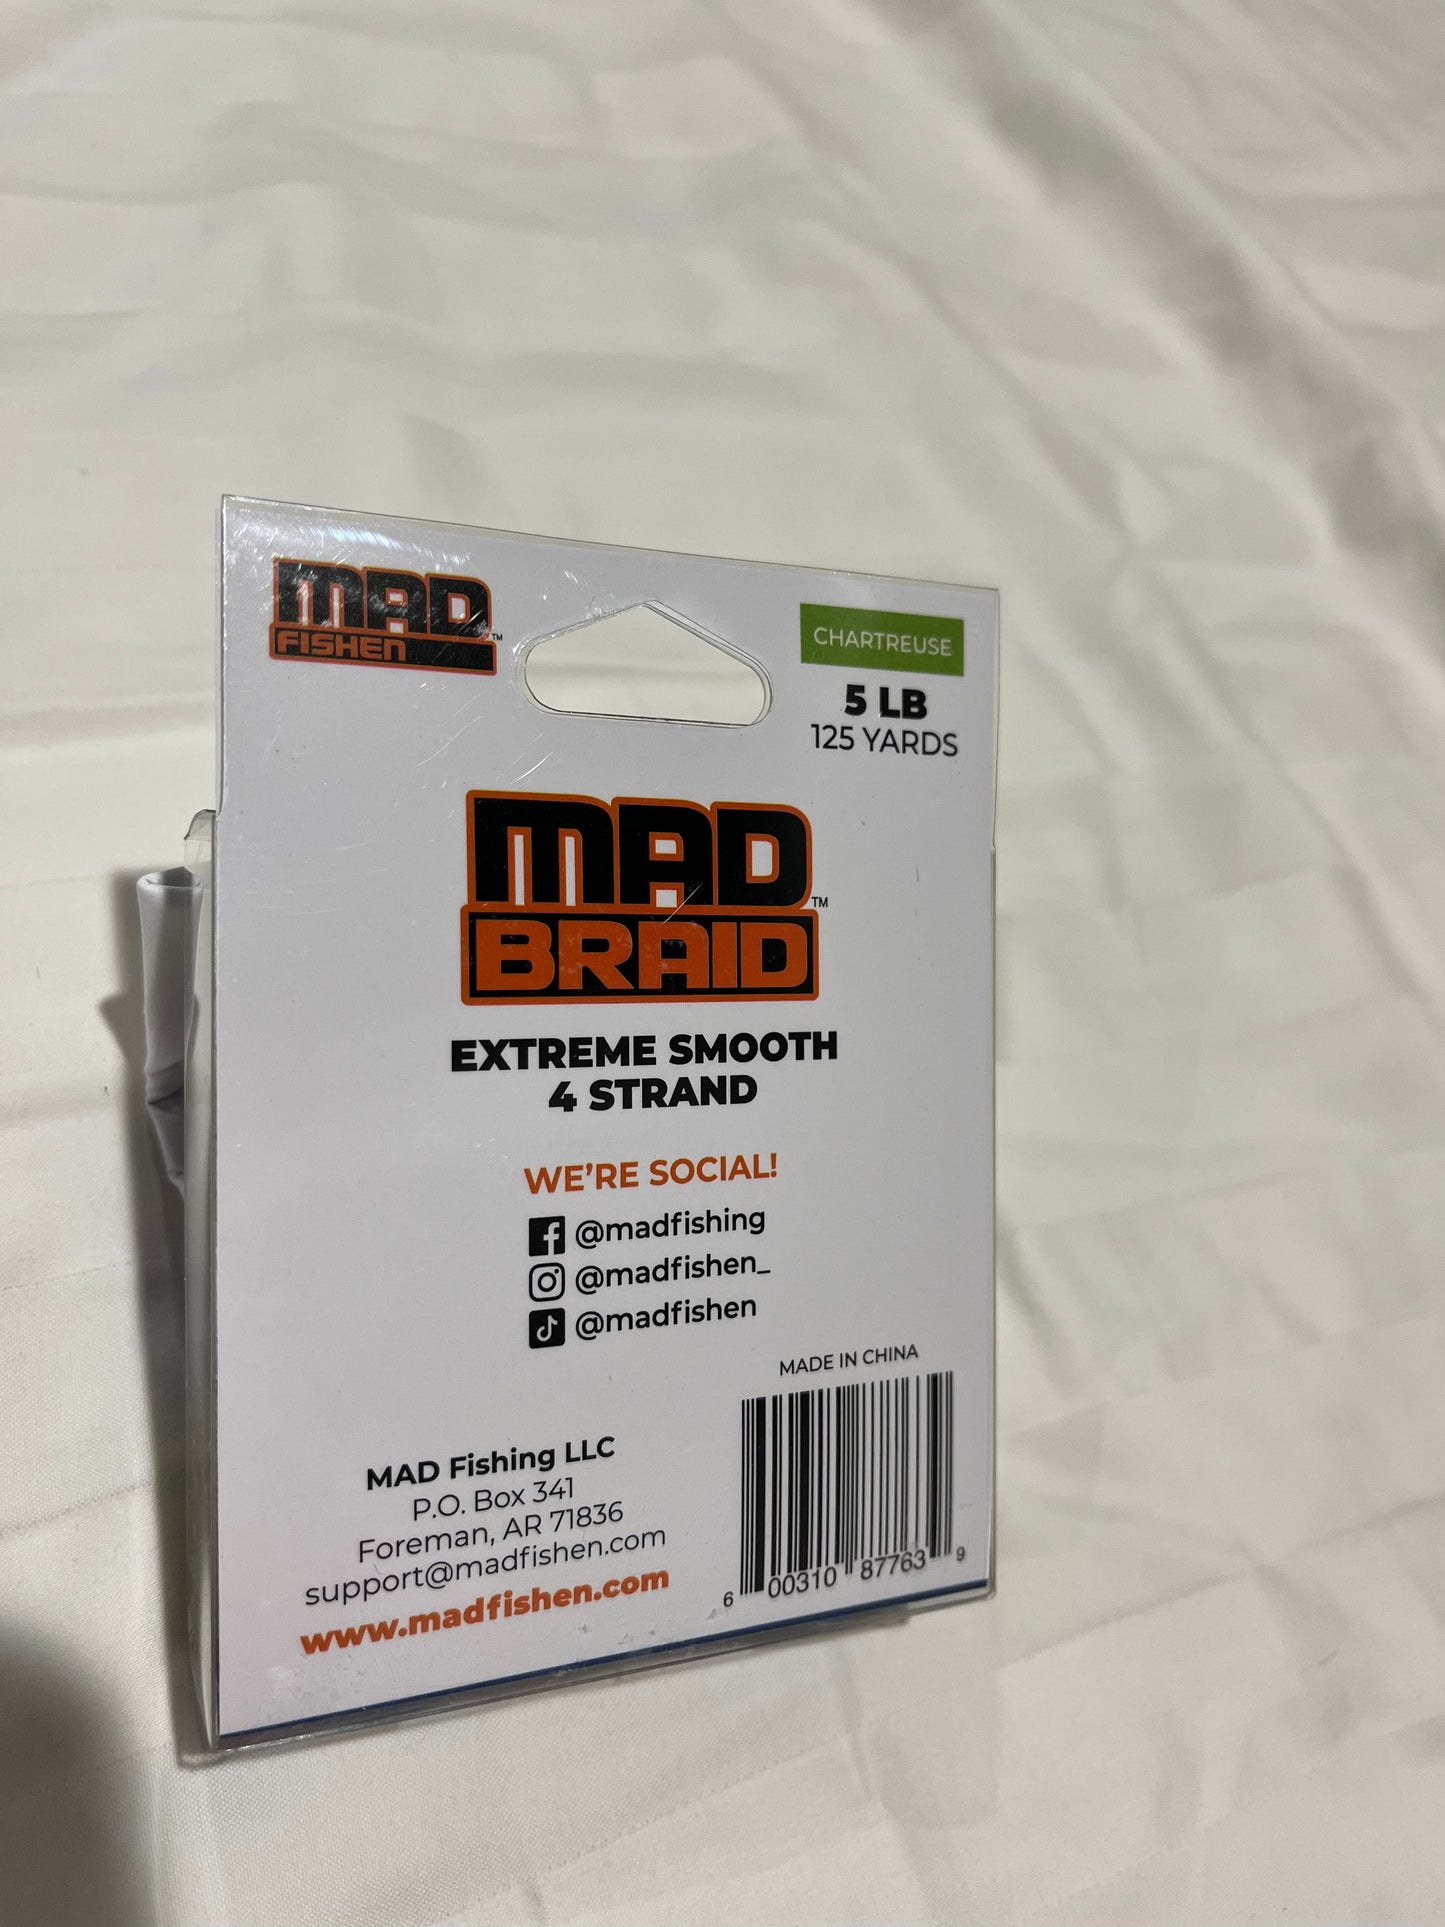 MAD™
FISHEN
CHARTREUSE
5 LB
125 YARDS
MAD™
BRAID
EXTREME SMOOTH
4 STRAND
WE'RE SOCIAL!
@madfishing
@madfishen_
@madfishen
MADE IN CHINA
MAD Fishing LLC
P.O. Box 341
Foreman, AR 71836
support@madfishen.com
www.madfishen.com
6 00310 87763 9